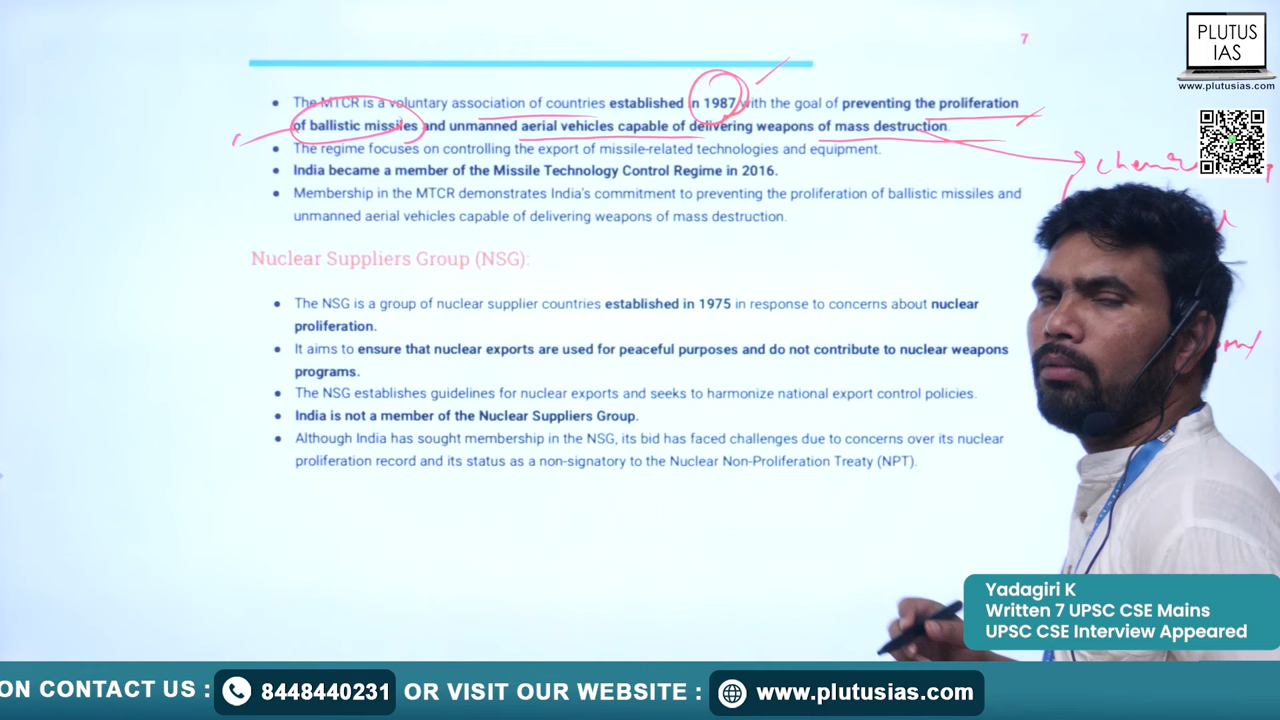 7
PLUTUS
IAS
www.plutusias.com
• The MTCR is a voluntary association of countries established in 1987 with the goal of preventing the proliferation
of ballistic missiles and unmanned aerial vehicles capable of delivering weapons of mass destruction.
• The regime focuses on controlling the export of missile-related technologies and equipment.
• India became a member of the Missile Technology Control Regime in 2016.
• Membership in the MTCR demonstrates India's commitment to preventing the proliferation of ballistic missiles and
unmanned aerial vehicles capable of delivering weapons of mass destruction.
Nuclear Suppliers Group (NSG):
• The NSG is a group of nuclear supplier countries established in 1975 in response to concerns about nuclear
proliferation.
• It aims to ensure that nuclear exports are used for peaceful purposes and do not contribute to nuclear weapons
programs.
• The NSG establishes guidelines for nuclear exports and seeks to harmonize national export control policies.
• India is not a member of the Nuclear Suppliers Group.
• Although India has sought membership in the NSG, its bid has faced challenges due to concerns over its nuclear
proliferation record and its status as a non-signatory to the Nuclear Non-Proliferation Treaty (NPT).
Yadagiri K
Written 7 UPSC CSE Mains
UPSC CSE Interview Appeared
ON CONTACT US : 8448440231 OR VISIT OUR WEBSITE : www.plutusias.com